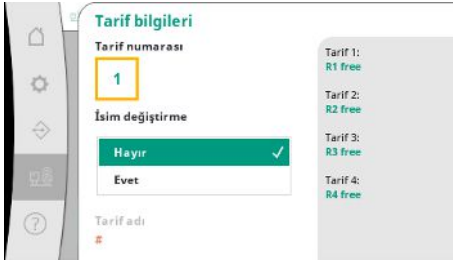 Tarif bilgileri
Tarif numarası
1
İsim değiştirme
Hayır
Evet
Tarif adı
#
Tarif 1:
R1 free
Tarif 2:
R2 free
Tarif 3:
R3 free
Tarif 4:
R4 free
?